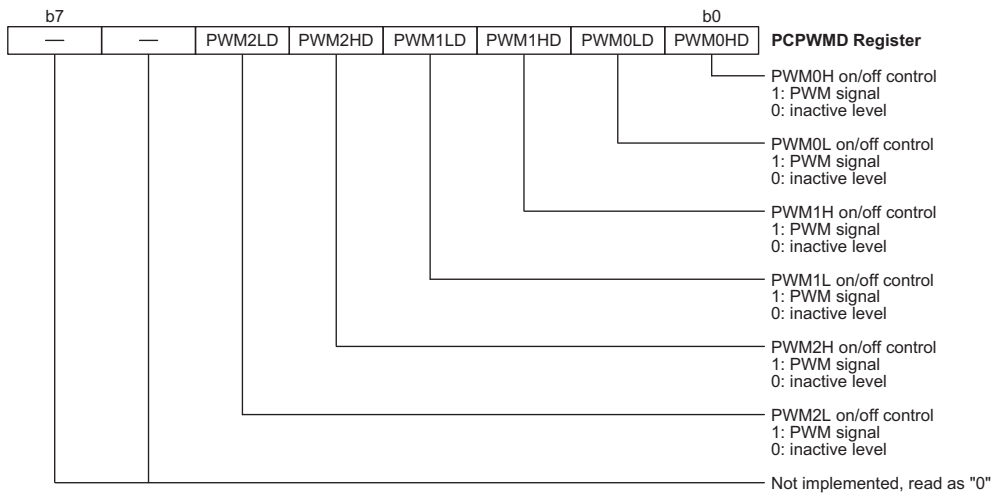 b7 b0
— — PWM2LD PWM2HD PWM1LD PWM1HD PWM0LD PWM0HD PCPWMD Register
PWM0H on/off control
1: PWM signal
0: inactive level
PWM0L on/off control
1: PWM signal
0: inactive level
PWM1H on/off control
1: PWM signal
0: inactive level
PWM1L on/off control
1: PWM signal
0: inactive level
PWM2H on/off control
1: PWM signal
0: inactive level
PWM2L on/off control
1: PWM signal
0: inactive level
Not implemented, read as "0"